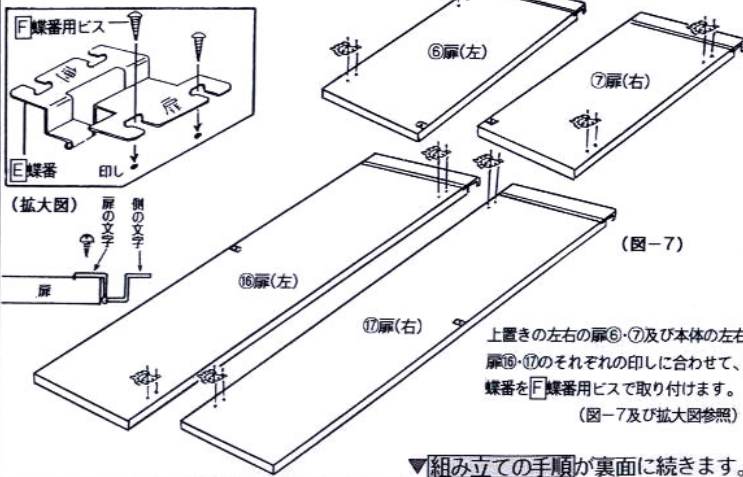 F蝶番用ビス
側
扉
E蝶番
印し
(拡大図)
扉の文字
側の文字
扉
⑥扉(左)
⑦扉(右)
⑯扉(左)
⑰扉(右)
(図-7)
上置きの左右の扉⑥・⑦及び本体の左右
扉⑯・⑰のそれぞれの印しに合わせて、
蝶番をF蝶番用ビスで取り付けます。
(図-7及び拡大図参照)
▼組み立ての手順が裏面に続きます。